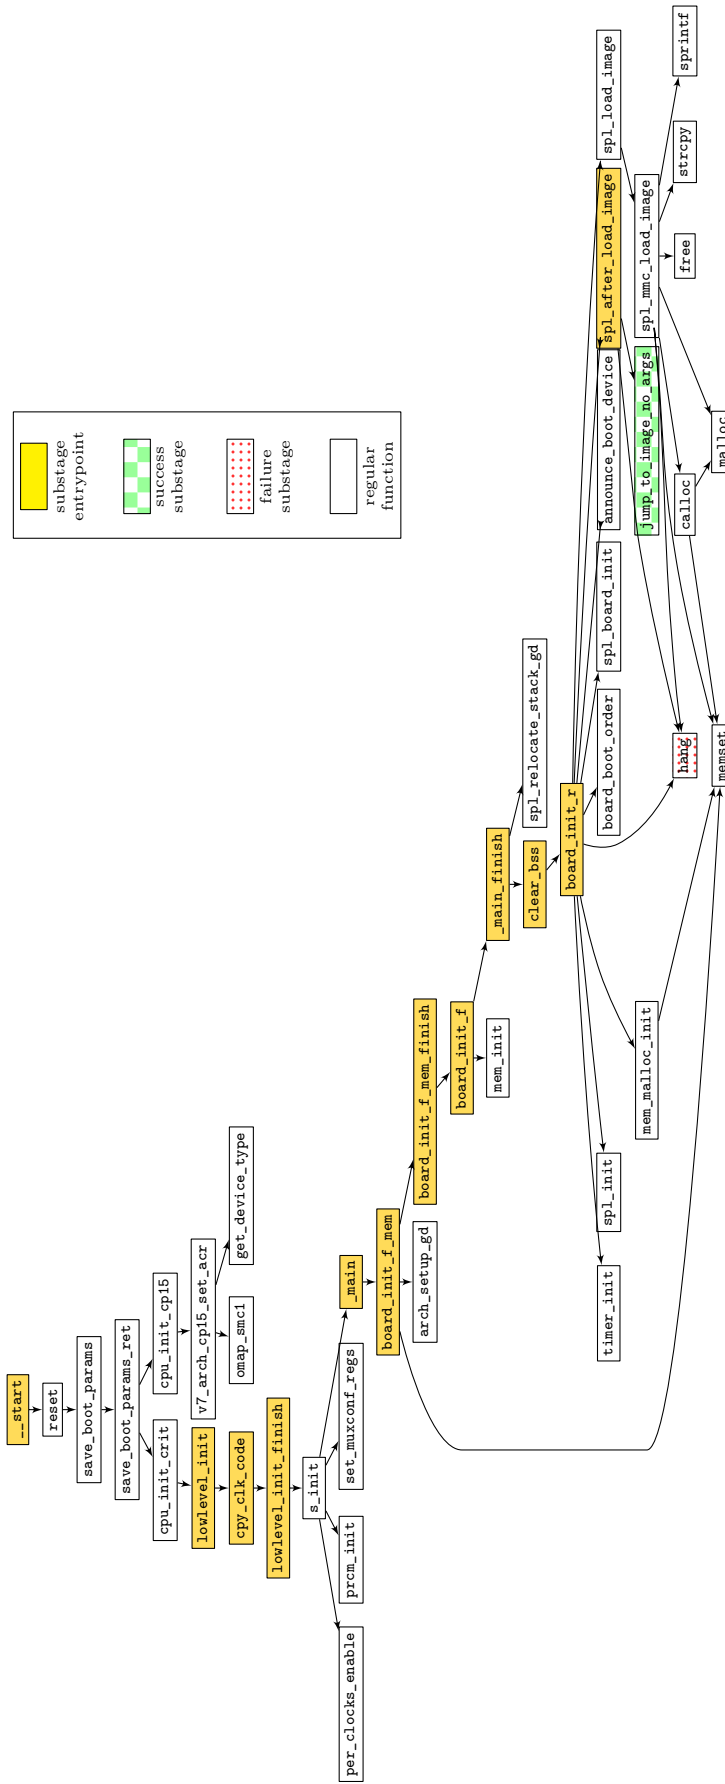 __start
reset
save_boot_params
save_boot_params_ret
cpu_init_crit
cpu_init_cp15
lowlevel_init
v7_arch_cp15_set_acr
cpy_clk_code
omap_smc1
get_device_type
lowlevel_init_finish
s_init
per_clocks_enable
prcm_init
set_muxconf_regs
_main
board_init_f_mem
arch_setup_gd
board_init_f_mem_finish
board_init_f
mem_init
_main_finish
clear_bss
spl_relocate_stack_gd
board_init_r
timer_init
spl_init
board_boot_order
spl_board_init
announce_boot_device
spl_after_load_image
spl_load_image
mem_malloc_init
jump_to_image_no_args
spl_mmc_load_image
hang
calloc
free
strcpy
sprintf
memset
malloc
substage
entrypoint
success
substage
failure
substage
regular
function